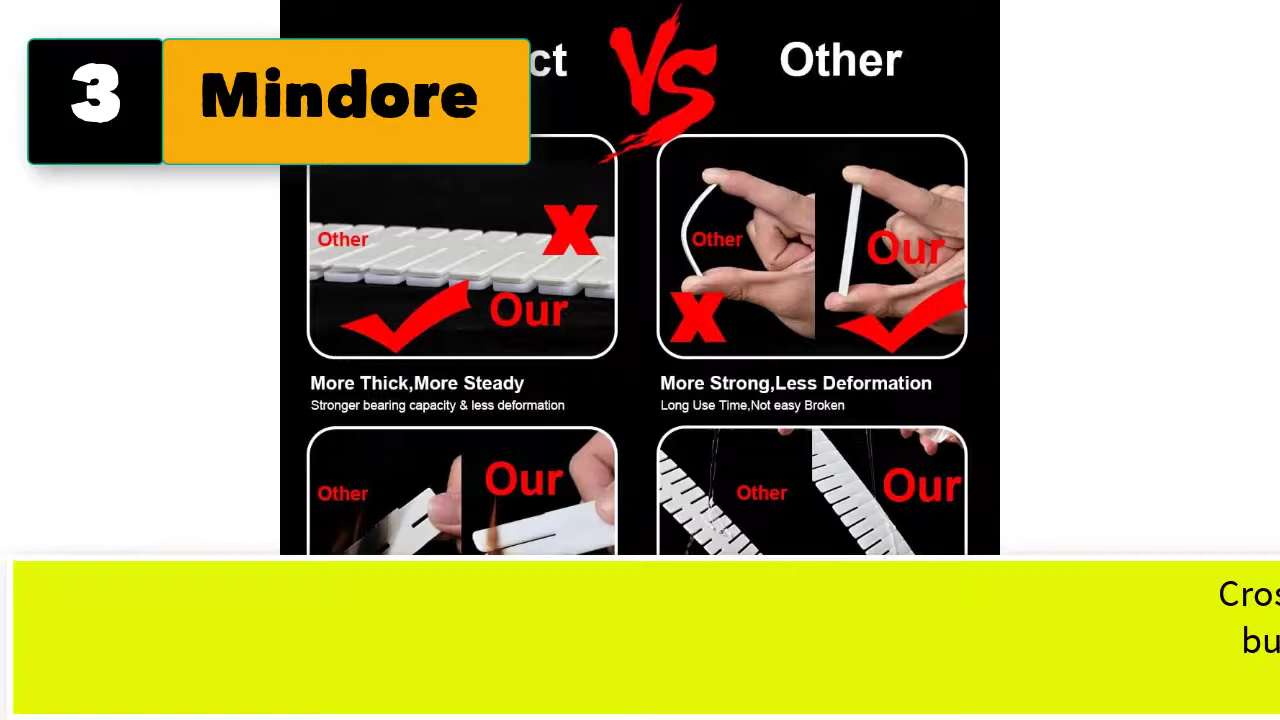 3 Mindore
ct VS Other
X
Other
Our
Other
Our
X
More Thick,More Steady
Stronger bearing capacity & less deformation
More Strong,Less Deformation
Long Use Time,Not easy Broken
Other
Our
Other
Our
Cros
bu